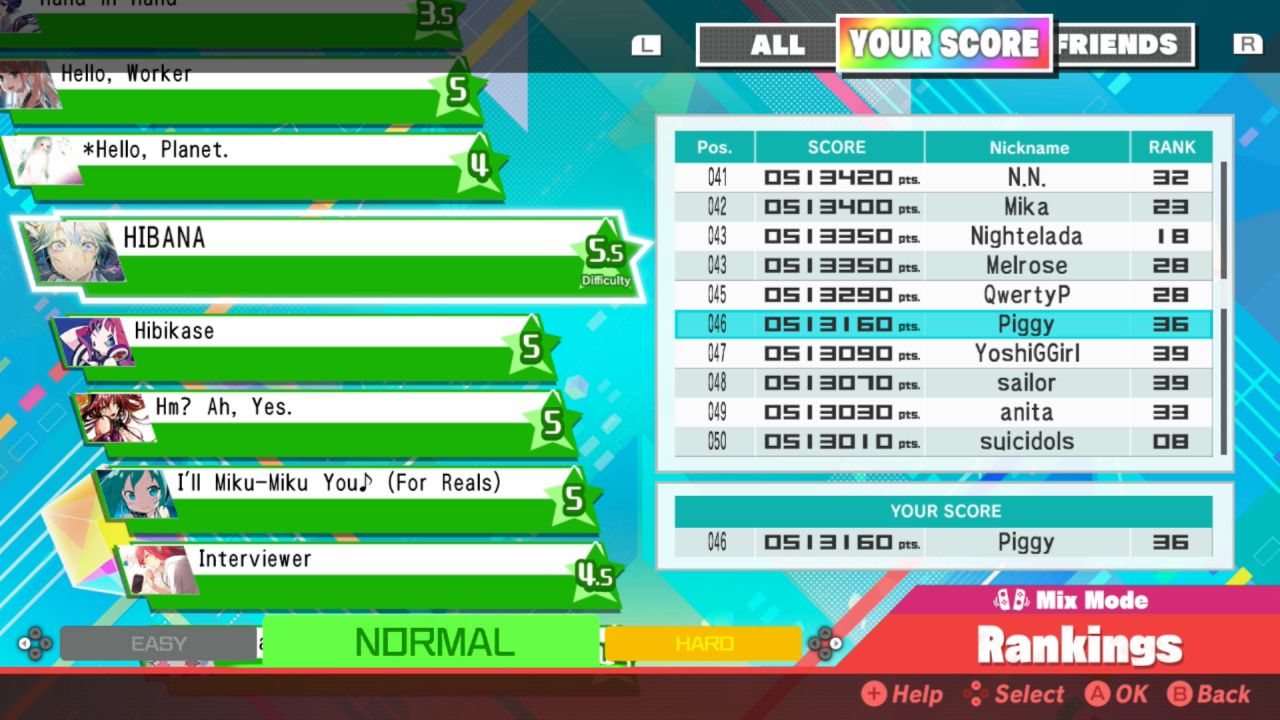 Hand in Hand
3.5
Hello, Worker
5
*Hello, Planet.
4
HIBANA
5.5
Difficulty
Hibikase
5
Hm? Ah, Yes.
5
I'll Miku-Miku You♪ (For Reals)
5
Interviewer
4.5
EASY
NORMAL
HARD
L
ALL
YOUR SCORE
FRIENDS
R
Pos. SCORE Nickname RANK
041 0513420 pts. N.N. 32
042 0513400 pts. Mika 23
043 0513350 pts. Nightelada 18
043 0513350 pts. Melrose 28
045 0513290 pts. QwertyP 28
046 0513160 pts. Piggy 36
047 0513090 pts. YoshiGGirl 39
048 0513070 pts. sailor 39
049 0513030 pts. anita 33
050 0513010 pts. suicidols 08
YOUR SCORE
046 0513160 pts. Piggy 36
Mix Mode
Rankings
+ Help Select A OK B Back